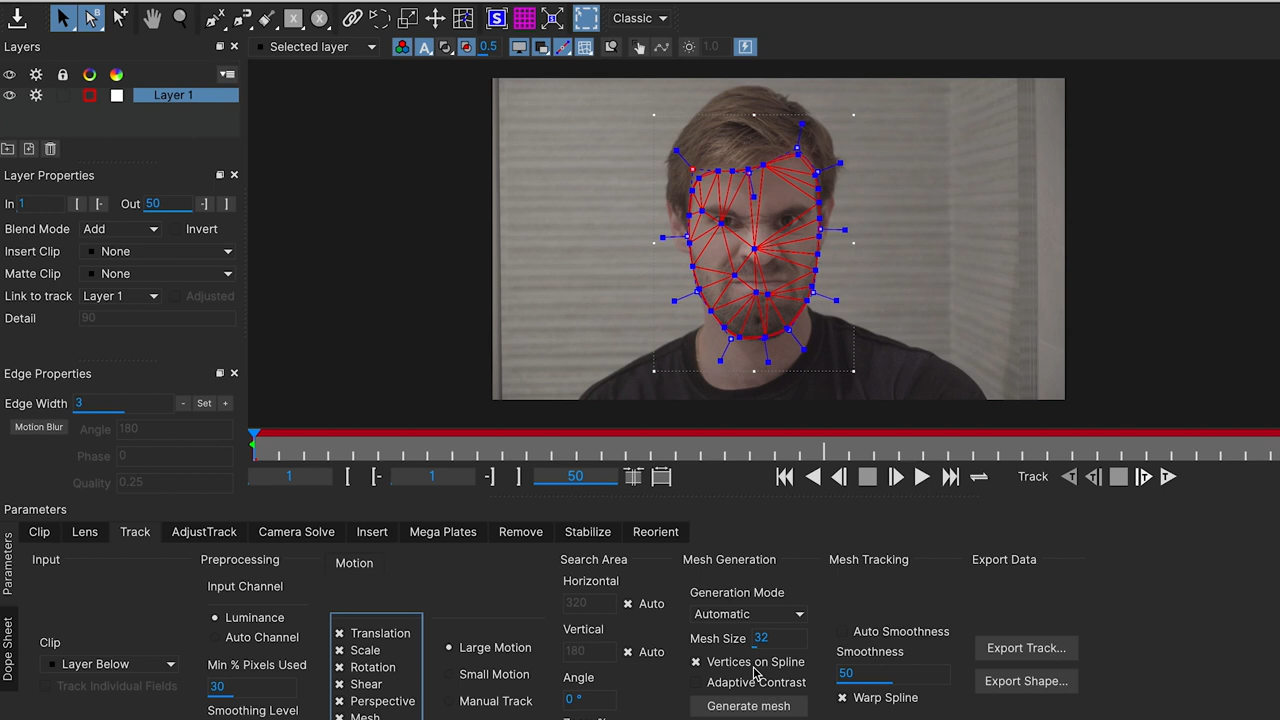 Classic
Layers
Selected layer
0.5
1.0
Layer 1
Layer Properties
In 1
Out 50
Blend Mode Add Invert
Insert Clip None
Matte Clip None
Link to track Layer 1 Adjusted
Detail 90
Edge Properties
Edge Width 3 - Set +
Motion Blur Angle 180
Phase 0
Quality 0.25
1 1 50 Track
Parameters
Clip Lens Track AdjustTrack Camera Solve Insert Mega Plates Remove Stabilize Reorient
Parameters
Dope Sheet
Input
Clip
Layer Below
Track Individual Fields
Preprocessing
Input Channel
Luminance
Auto Channel
Min % Pixels Used
30
Smoothing Level
Motion
Translation
Scale
Rotation
Shear
Perspective
Mesh
Large Motion
Small Motion
Manual Track
Search Area
Horizontal
320 Auto
Vertical
180 Auto
Angle
0 °
Mesh Generation
Generation Mode
Automatic
Mesh Size 32
Vertices on Spline
Adaptive Contrast
Generate mesh
Mesh Tracking
Auto Smoothness
Smoothness
50
Warp Spline
Export Data
Export Track...
Export Shape...